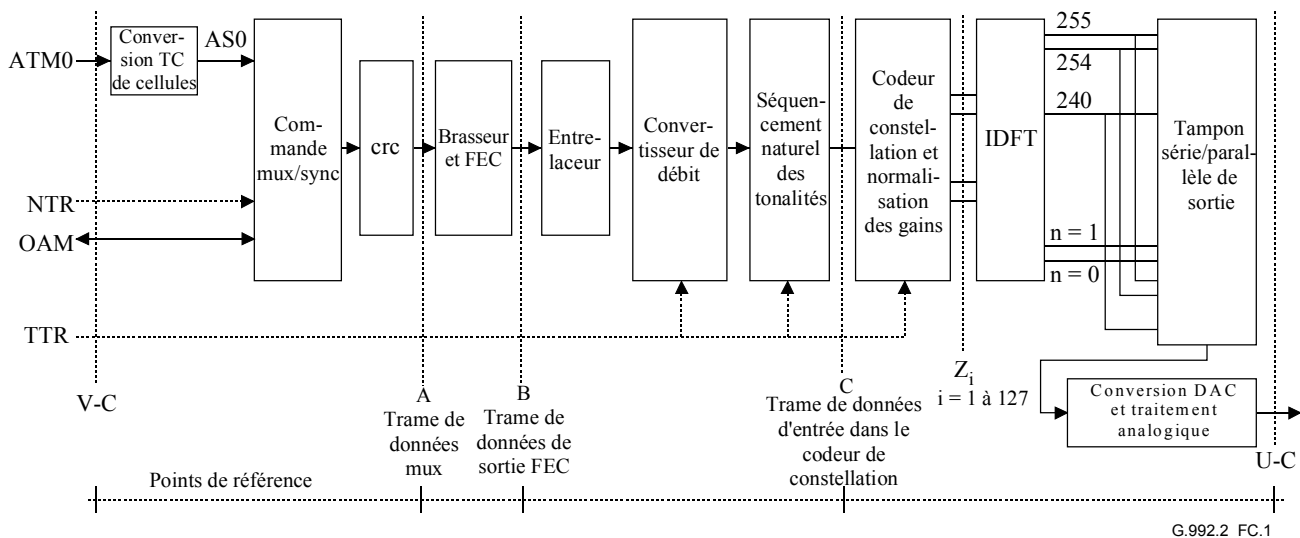 ATM0
Conversion TC
de cellules
AS0
Com-
mande
mux/sync
crc
Brasseur
et FEC
Entre-
laceur
Conver-
tisseur de
débit
Séquen-
cement
naturel
des
tonalités
Codeur
de
constel-
lation et
normali-
sation
des gains
IDFT
255
254
240
n = 1
n=0
Tampon
série/paral-
lèle de
sortie
NTR
OAM
TTR
V-C
A
Trame de
données
mux
B
Trame de
données de
sortie FEC
C
Trame de données
d'entrée dans le
codeur de
constellation
Zi
i = 1 à 127
Conversion DAC
et traitement
analogique
U-C
Points de référence
G.992.2_FC.1